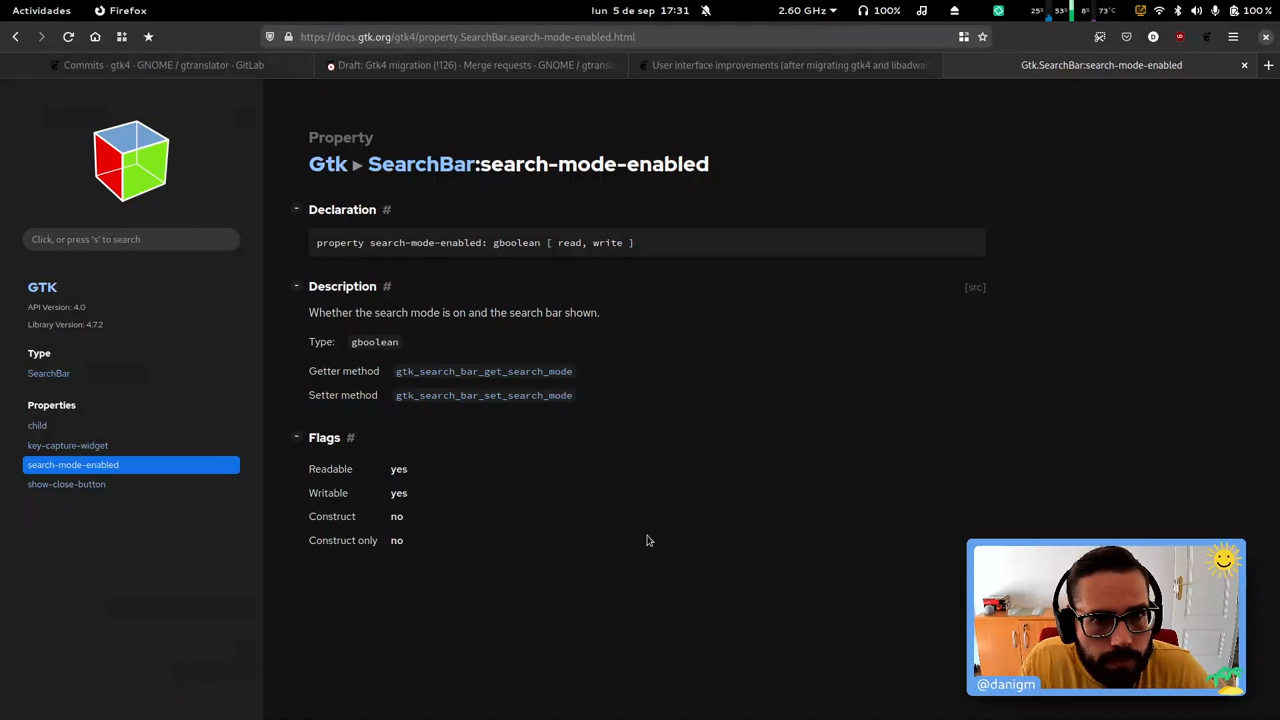 Actividades
Firefox
lun 5 de sep 17:31
2.60 GHz
100%
25%
53%
8%
73°C
100 %
https://docs.gtk.org/gtk4/property.SearchBar.search-mode-enabled.html
Commits · gtk4 · GNOME / gtranslator · GitLab
Draft: Gtk4 migration (!126) · Merge requests · GNOME / gtransl
User interface improvements (after migrating gtk4 and libadwai
Gtk.SearchBar:search-mode-enabled
Click, or press 's' to search
GTK
API Version: 4.0
Library Version: 4.7.2
Type
SearchBar
Properties
child
key-capture-widget
search-mode-enabled
show-close-button
Property
Gtk ▸ SearchBar:search-mode-enabled
- Declaration #
property search-mode-enabled: gboolean [ read, write ]
- Description #
[src]
Whether the search mode is on and the search bar shown.
Type: gboolean
Getter method gtk_search_bar_get_search_mode
Setter method gtk_search_bar_set_search_mode
- Flags #
Readable yes
Writable yes
Construct no
Construct only no
@danigm